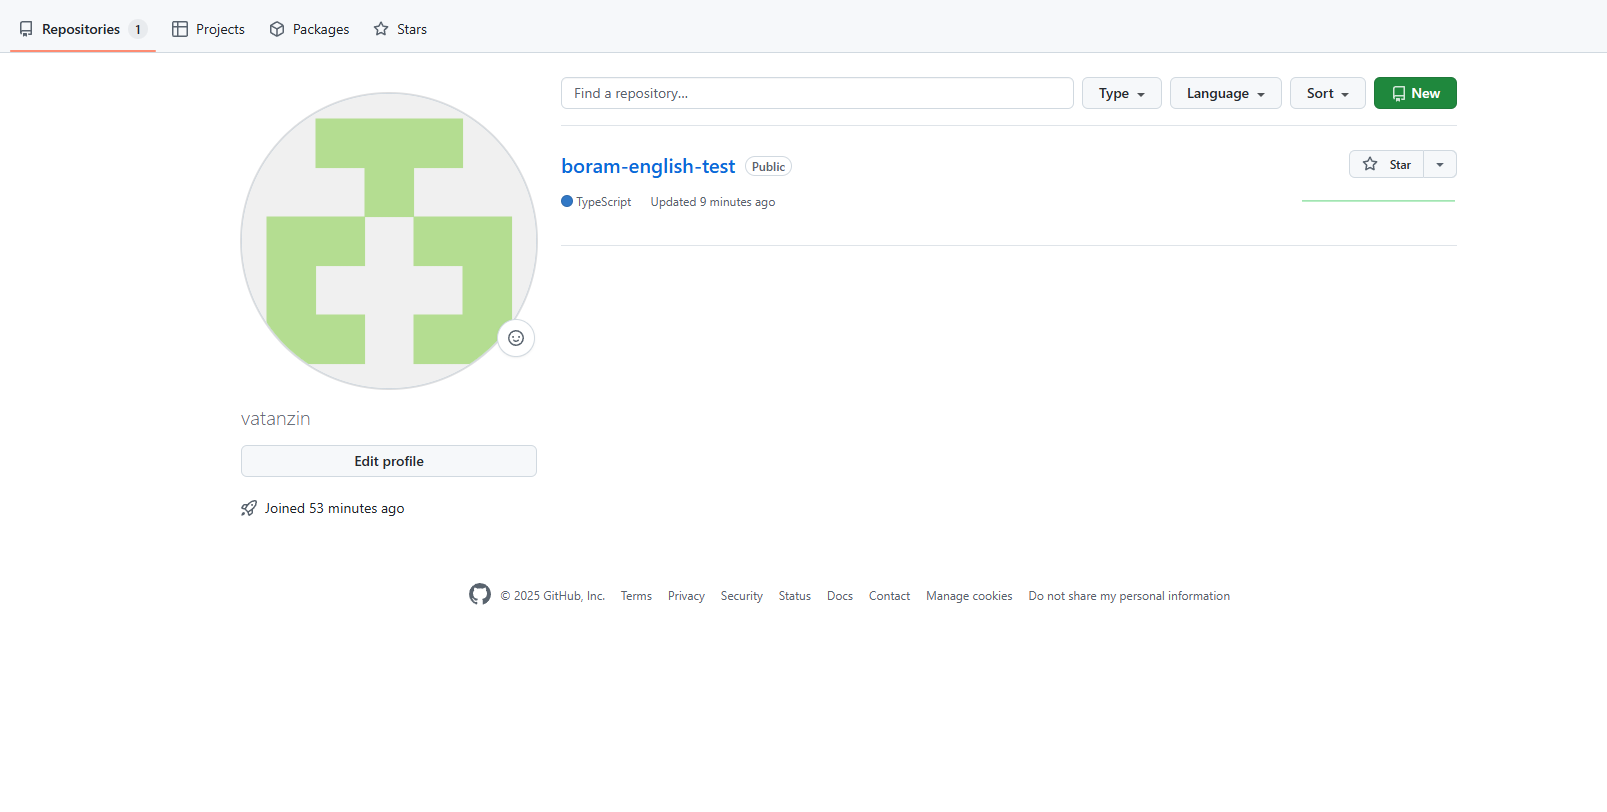 Repositories 1 Projects Packages Stars
Find a repository... Type Language Sort New
boram-english-test Public Star
TypeScript Updated 9 minutes ago
vatanzin
Edit profile
Joined 53 minutes ago
© 2025 GitHub, Inc. Terms Privacy Security Status Docs Contact Manage cookies Do not share my personal information